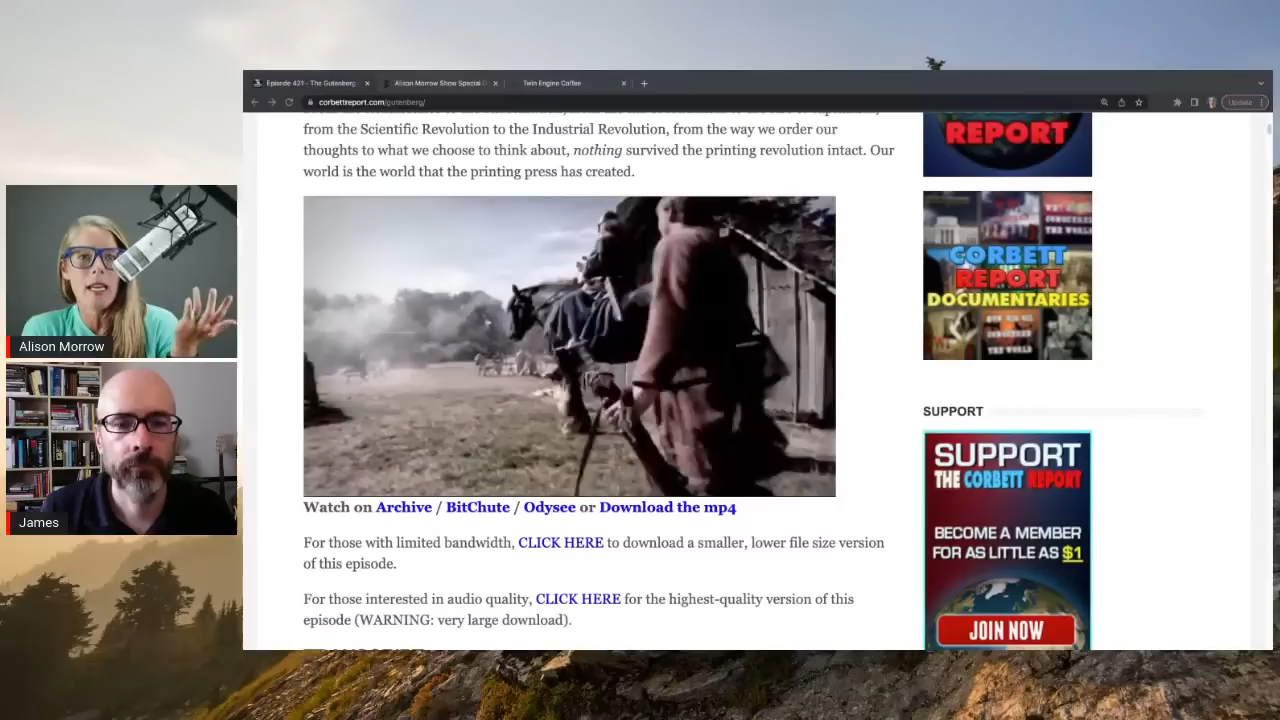 Episode 421 - The Gutenberg
Alison Morrow Show Special
Twin Engine Coffee
corbettreport.com/gutenberg/
Update
from the Scientific Revolution to the Industrial Revolution, from the way we order our
thoughts to what we choose to think about, nothing survived the printing revolution intact. Our
world is the world that the printing press has created.
REPORT
CORBETT
REPORT
DOCUMENTARIES
Alison Morrow
James
SUPPORT
SUPPORT
THE CORBETT REPORT
BECOME A MEMBER
FOR AS LITTLE AS $1
JOIN NOW
Watch on Archive / BitChute / Odysee or Download the mp4
For those with limited bandwidth, CLICK HERE to download a smaller, lower file size version
of this episode.
For those interested in audio quality, CLICK HERE for the highest-quality version of this
episode (WARNING: very large download).